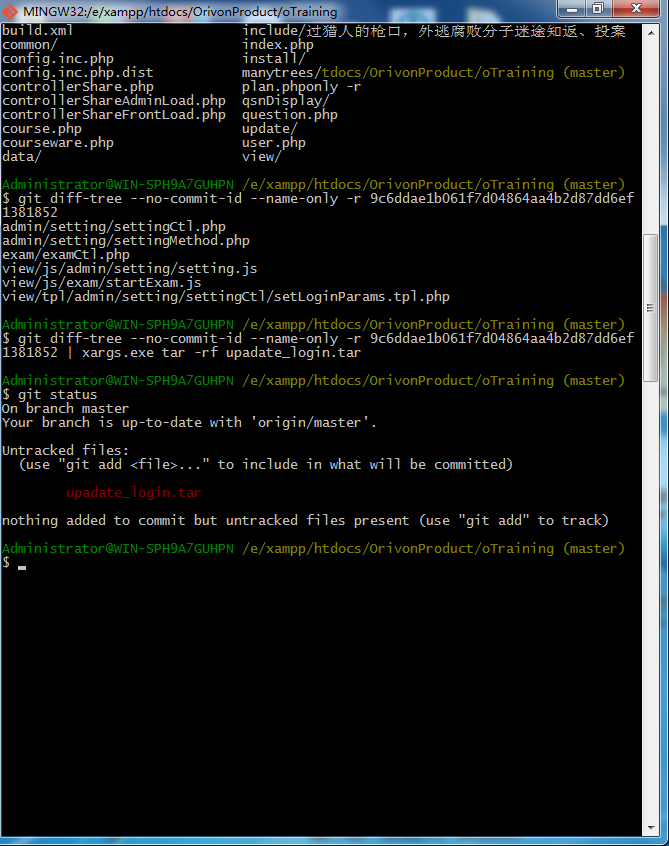 MINGW32:/e/xampp/htdocs/OrivonProduct/oTraining
build.xml include/过猎人的枪口，外逃腐败分子迷途知返、投案
common/ index.php
config.inc.php install/
config.inc.php.dist manytrees/tdocs/OrivonProduct/oTraining (master)
controllerShare.php plan.phponly -r
controllerShareAdminLoad.php qsnDisplay/
controllerShareFrontLoad.php question.php
course.php update/
courseware.php user.php
data/ view/
Administrator@WIN-SPH9A7GUHPN /e/xampp/htdocs/OrivonProduct/oTraining (master)
$ git diff-tree --no-commit-id --name-only -r 9c6ddae1b061f7d04864aa4b2d87dd6ef
1381852
admin/setting/settingCtl.php
admin/setting/settingMethod.php
exam/examCtl.php
view/js/admin/setting/setting.js
view/js/exam/startExam.js
view/tpl/admin/setting/settingCtl/setLoginParams.tpl.php
Administrator@WIN-SPH9A7GUHPN /e/xampp/htdocs/OrivonProduct/oTraining (master)
$ git diff-tree --no-commit-id --name-only -r 9c6ddae1b061f7d04864aa4b2d87dd6ef
1381852 | xargs.exe tar -rf upadate_login.tar
Administrator@WIN-SPH9A7GUHPN /e/xampp/htdocs/OrivonProduct/oTraining (master)
$ git status
On branch master
Your branch is up-to-date with 'origin/master'.
Untracked files:
(use "git add <file>..." to include in what will be committed)
upadate_login.tar
nothing added to commit but untracked files present (use "git add" to track)
Administrator@WIN-SPH9A7GUHPN /e/xampp/htdocs/OrivonProduct/oTraining (master)
$